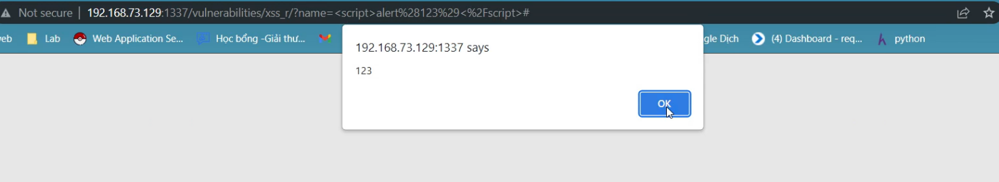 Not secure | 192.168.73.129:1337/vulnerabilities/xss_r/?name=<script>alert%28123%29<%2Fscript>#
eb Lab Web Application Se... Học bổng -Giải thư... gle Dịch (4) Dashboard - req... python
192.168.73.129:1337 says
123
OK